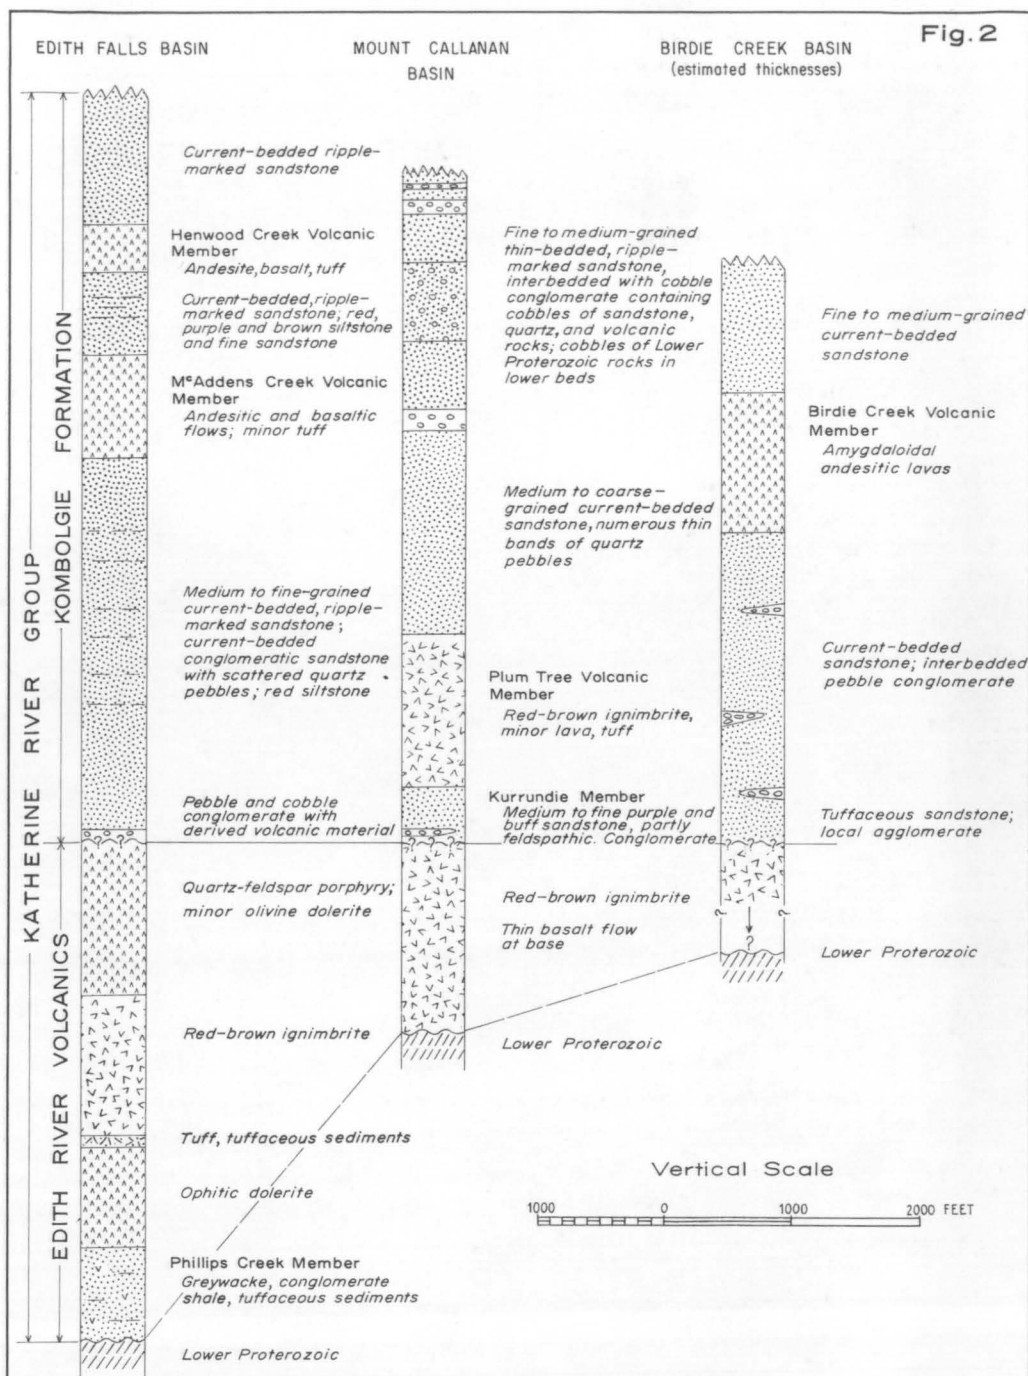 Fig. 2
EDITH FALLS BASIN
MOUNT CALLANAN
BASIN
BIRDIE CREEK BASIN
(estimated thicknesses)
KATHERINE RIVER GROUP
KOMBOLGIE FORMATION
EDITH RIVER VOLCANICS
Current-bedded ripple-
marked sandstone
Henwood Creek Volcanic
Member
Andesite, basalt, tuff
Current-bedded, ripple-
marked sandstone; red,
purple and brown siltstone
and fine sandstone
McAddens Creek Volcanic
Member
Andesitic and basaltic
flows; minor tuff
Medium to fine-grained
current-bedded, ripple-
marked sandstone;
current-bedded
conglomeratic sandstone
with scattered quartz
pebbles; red siltstone
Pebble and cobble
conglomerate with
derived volcanic material
? ? ?
Quartz-feldspar porphyry;
minor olivine dolerite
Red-brown ignimbrite
Tuff, tuffaceous sediments
Ophitic dolerite
Phillips Creek Member
Greywacke, conglomerate
shale, tuffaceous sediments
Lower Proterozoic
Fine to medium-grained
thin-bedded, ripple-
marked sandstone,
interbedded with cobble
conglomerate containing
cobbles of sandstone,
quartz, and volcanic
rocks; cobbles of Lower
Proterozoic rocks in
lower beds
Medium to coarse-
grained current-bedded
sandstone, numerous thin
bands of quartz
pebbles
Plum Tree Volcanic
Member
Red-brown ignimbrite,
minor lava, tuff
Kurrundie Member
Medium to fine purple and
buff sandstone, partly
feldspathic. Conglomerate
? ? ?
Red-brown ignimbrite
Thin basalt flow
at base
Lower Proterozoic
Fine to medium-grained
current-bedded
sandstone
Birdie Creek Volcanic
Member
Amygdaloidal
andesitic lavas
Current-bedded
sandstone; interbedded
pebble conglomerate
Tuffaceous sandstone;
local agglomerate
? ? ?
? ?
?
Lower Proterozoic
Vertical Scale
1000 0 1000 2000 FEET